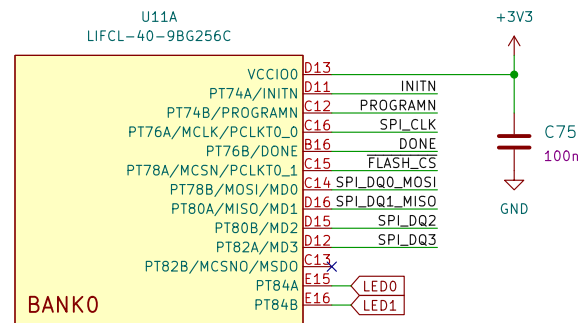 U11A
LIFCL-40-9BG256C
+3V3
VCCIO0 D13
PT74A/INITN D11 INITN
PT74B/PROGRAMN C12 PROGRAMN
PT76A/MCLK/PCLKT0_0 C16 SPI_CLK
PT76B/DONE B16 DONE
PT78A/MCSN/PCLKT0_1 C15 FLASH_CS
PT78B/MOSI/MD0 C14 SPI_DQ0_MOSI
PT80A/MISO/MD1 D16 SPI_DQ1_MISO
PT80B/MD2 D15 SPI_DQ2
PT82A/MD3 D12 SPI_DQ3
PT82B/MCSNO/MSDO C13
PT84A E15 LED0
PT84B E16 LED1
BANK0
C75
100n
GND